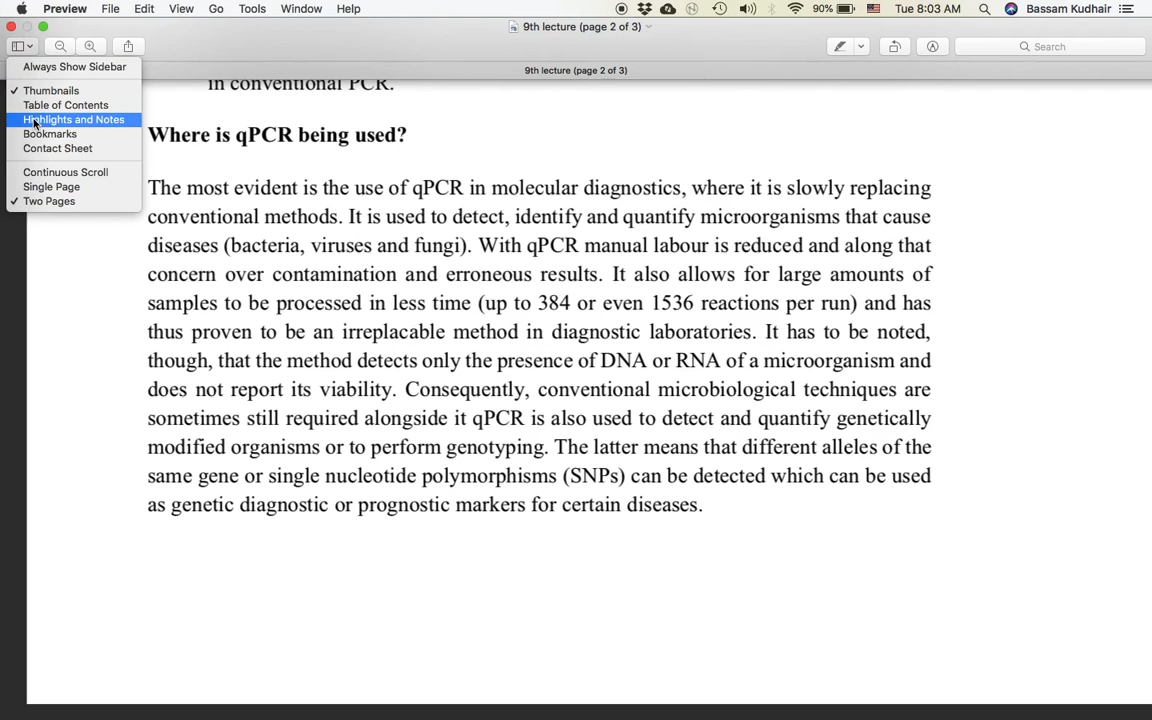 Preview File Edit View Go Tools Window Help 90% Tue 8:03 AM Bassam Kudhair
9th lecture (page 2 of 3)
Search
Always Show Sidebar
9th lecture (page 2 of 3)
✓ Thumbnails
Table of Contents
Highlights and Notes
Bookmarks
Contact Sheet
Continuous Scroll
Single Page
✓ Two Pages
in conventional PCR.
Where is qPCR being used?
The most evident is the use of qPCR in molecular diagnostics, where it is slowly replacing
conventional methods. It is used to detect, identify and quantify microorganisms that cause
diseases (bacteria, viruses and fungi). With qPCR manual labour is reduced and along that
concern over contamination and erroneous results. It also allows for large amounts of
samples to be processed in less time (up to 384 or even 1536 reactions per run) and has
thus proven to be an irreplacable method in diagnostic laboratories. It has to be noted,
though, that the method detects only the presence of DNA or RNA of a microorganism and
does not report its viability. Consequently, conventional microbiological techniques are
sometimes still required alongside it qPCR is also used to detect and quantify genetically
modified organisms or to perform genotyping. The latter means that different alleles of the
same gene or single nucleotide polymorphisms (SNPs) can be detected which can be used
as genetic diagnostic or prognostic markers for certain diseases.